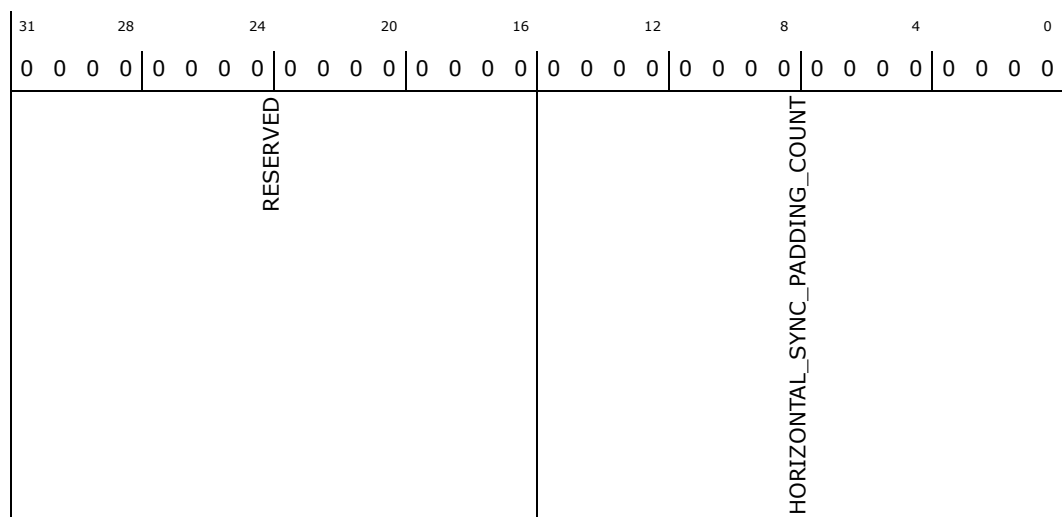 31 28 24 20 16 12 8 4 0
0 0 0 0 0 0 0 0 0 0 0 0 0 0 0 0 0 0 0 0 0 0 0 0 0 0 0 0 0 0 0 0
RESERVED
HORIZONTAL_SYNC_PADDING_COUNT